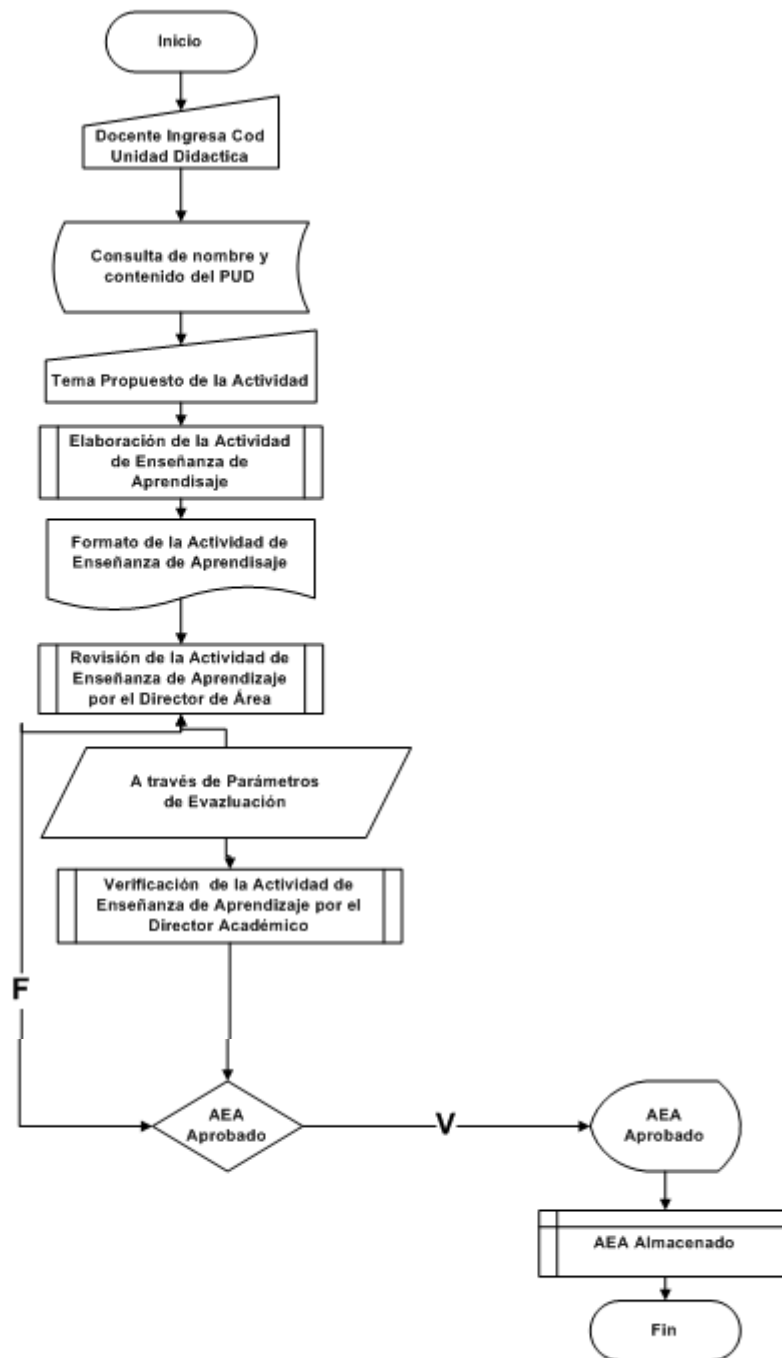 Inicio
Docente Ingresa Cod
Unidad Didactica
Consulta de nombre y
contenido del PUD
Tema Propuesto de la Actividad
Elaboración de la Actividad
de Enseñanza de
Aprendisaje
Formato de la Actividad de
Enseñanza de Aprendisaje
Revisión de la Actividad de
Enseñanza de Aprendizaje
por el Director de Área
A través de Parámetros
de Evazluación
Verificación de la Actividad de
Enseñanza de Aprendizaje por el
Director Académico
F
AEA
Aprobado
V
AEA
Aprobado
AEA Almacenado
Fin